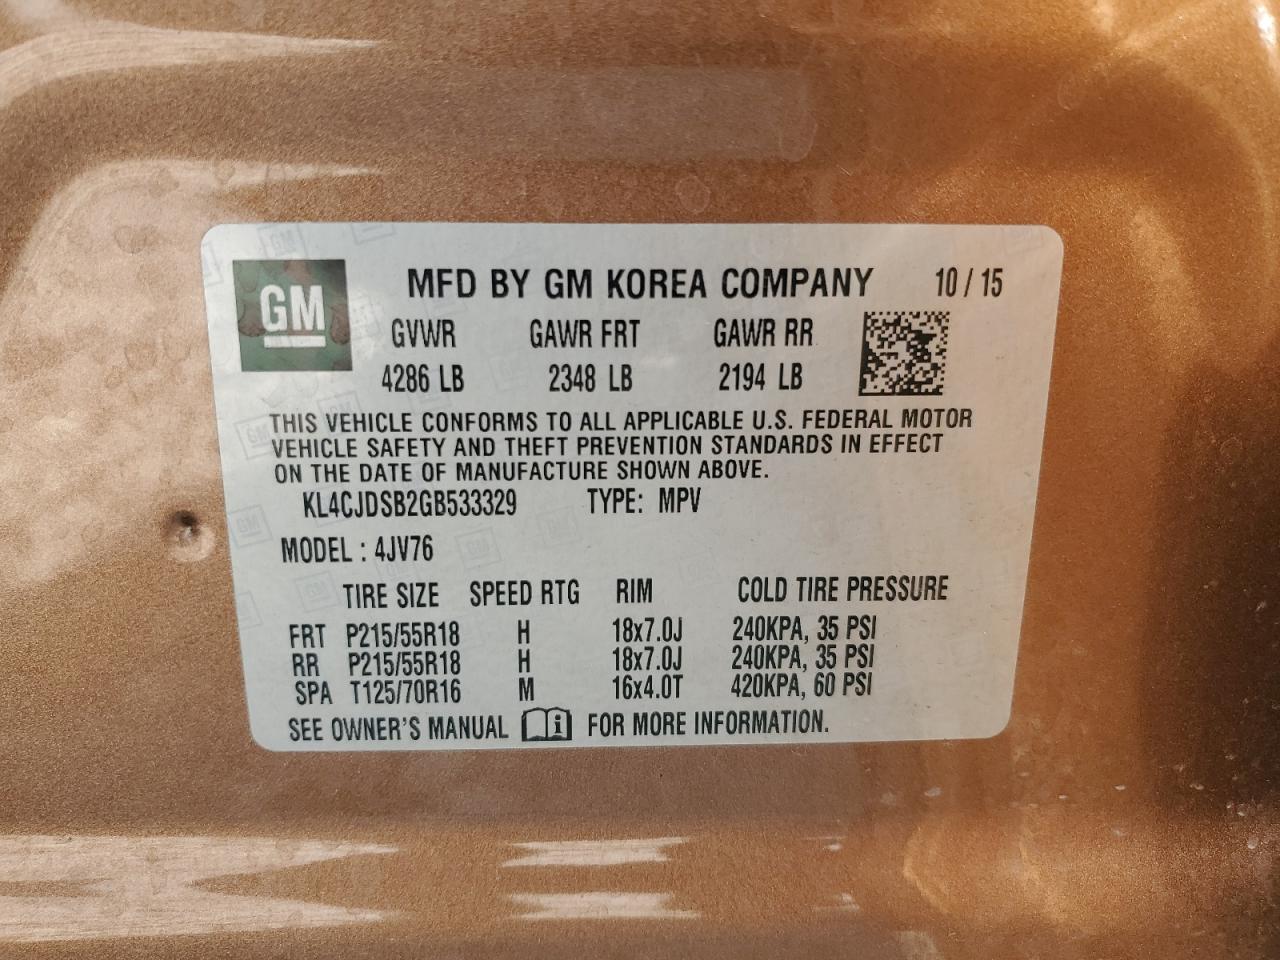 GM
MFD BY GM KOREA COMPANY 10 / 15
GVWR GAWR FRT GAWR RR
4286 LB 2348 LB 2194 LB
THIS VEHICLE CONFORMS TO ALL APPLICABLE U.S. FEDERAL MOTOR
VEHICLE SAFETY AND THEFT PREVENTION STANDARDS IN EFFECT
ON THE DATE OF MANUFACTURE SHOWN ABOVE.
KL4CJDSB2GB533329 TYPE: MPV
MODEL : 4JV76
TIRE SIZE SPEED RTG RIM COLD TIRE PRESSURE
FRT P215/55R18 H 18x7.0J 240KPA, 35 PSI
RR P215/55R18 H 18x7.0J 240KPA, 35 PSI
SPA T125/70R16 M 16x4.0T 420KPA, 60 PSI
SEE OWNER'S MANUAL i FOR MORE INFORMATION.